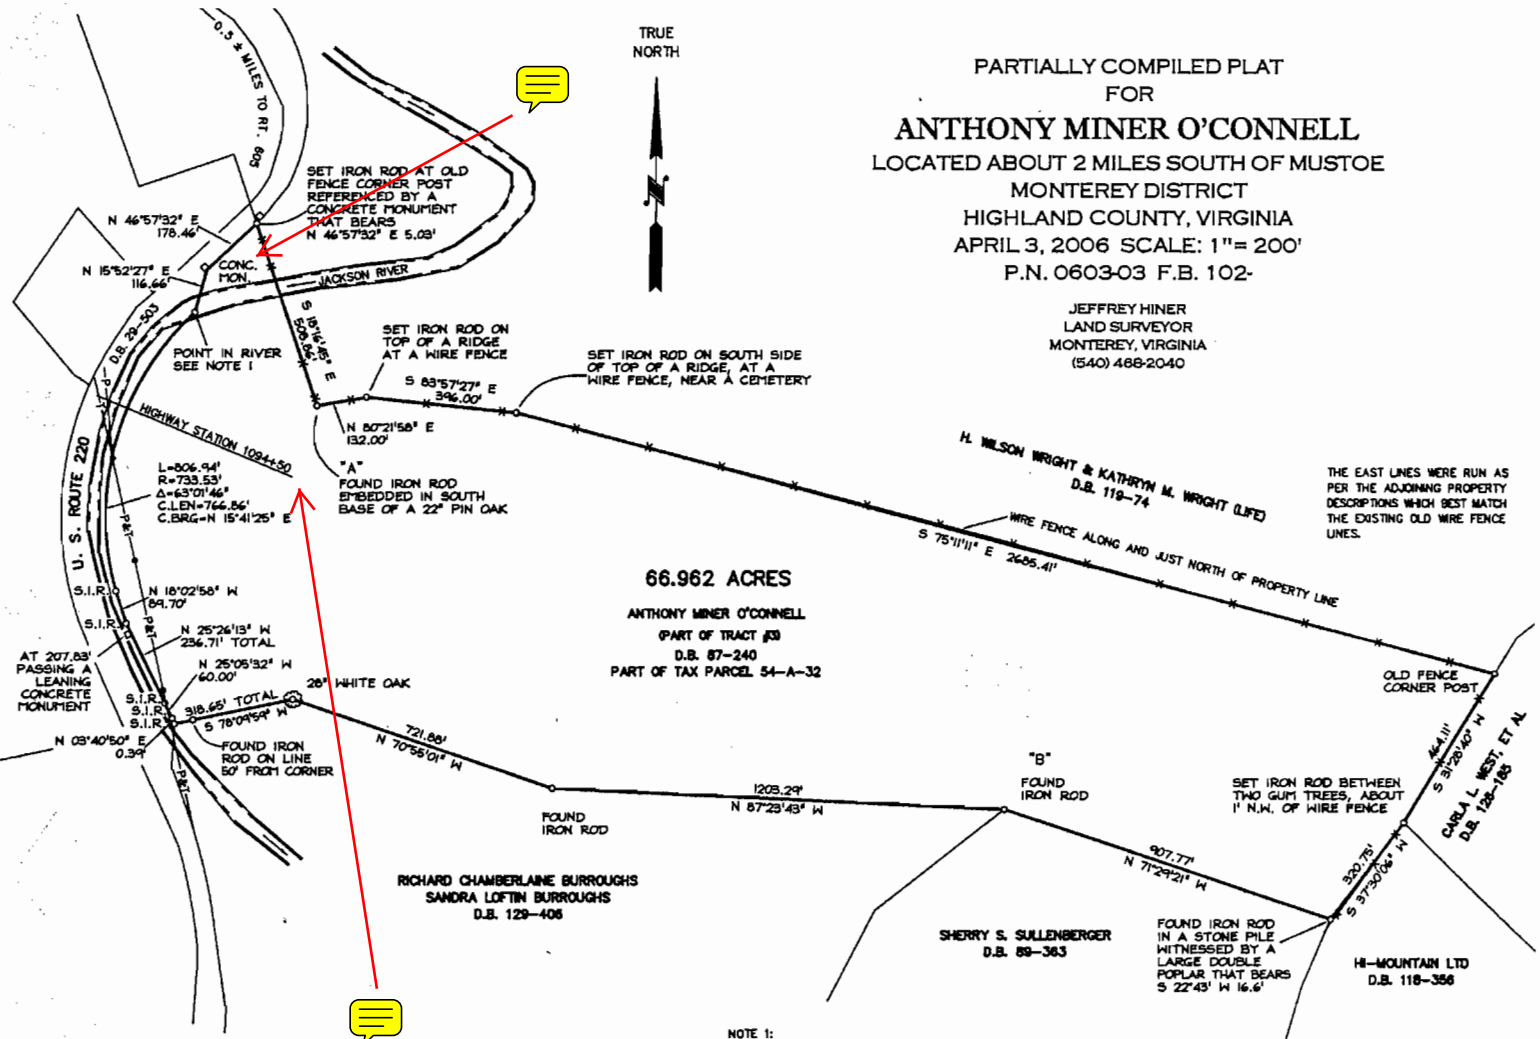 PARTIALLY COMPILED PLAT
FOR
ANTHONY MINER O'CONNELL
LOCATED ABOUT 2 MILES SOUTH OF MUSTOE
MONTEREY DISTRICT
HIGHLAND COUNTY, VIRGINIA
APRIL 3, 2006 SCALE: 1"= 200'
P.N. 0603-03 F.B. 102-
JEFFREY HINER
LAND SURVEYOR
MONTEREY, VIRGINIA
(540) 468-2040
TRUE
NORTH
0.5 ± MILES TO RT. 605
SET IRON ROD AT OLD
FENCE CORNER POST
REFERENCED BY A
CONCRETE MONUMENT
THAT BEARS
N 46°57'32" E 5.03'
N 46°57'32" E
178.46'
N 15°52'27" E
116.66'
CONC.
MON.
JACKSON RIVER
D.B. 29-503
POINT IN RIVER
SEE NOTE 1
S 18°16'45" E
508.86'
SET IRON ROD ON
TOP OF A RIDGE
AT A WIRE FENCE
SET IRON ROD ON SOUTH SIDE
OF TOP OF A RIDGE, AT A
WIRE FENCE, NEAR A CEMETERY
S 83°57'27" E
396.00'
N 80°21'58" E
132.00'
P&T
HIGHWAY STATION 1094+50
U. S. ROUTE 220
L=806.94'
R=733.53'
Δ=63°01'46"
C.LEN=766.86'
C.BRG=N 15°41'25" E
"A"
FOUND IRON ROD
EMBEDDED IN SOUTH
BASE OF A 22" PIN OAK
H. WILSON WRIGHT & KATHRYN M. WRIGHT (LIFE)
D.B. 119-74
THE EAST LINES WERE RUN AS
PER THE ADJOINING PROPERTY
DESCRIPTIONS WHICH BEST MATCH
THE EXISTING OLD WIRE FENCE
LINES.
WIRE FENCE ALONG AND JUST NORTH OF PROPERTY LINE
S 75°11'11" E 2685.41'
P&T
66.962 ACRES
ANTHONY MINER O'CONNELL
(PART OF TRACT #3)
D.B. 87-240
PART OF TAX PARCEL 54-A-32
S.I.R.
N 18°02'58" W
89.70'
S.I.R.
P&T
N 25°26'13" W
236.71' TOTAL
AT 207.83'
PASSING A
LEANING
CONCRETE
MONUMENT
N 25°05'32" W
60.00'
28" WHITE OAK
S.I.R.
S.I.R.
S.I.R.
318.65' TOTAL
S 78°09'59" W
N 03°40'50" E
0.39'
FOUND IRON
ROD ON LINE
50' FROM CORNER
P&T
721.88'
N 70°55'01" W
FOUND
IRON ROD
1203.29'
N 87°23'43" W
"B"
FOUND
IRON ROD
OLD FENCE
CORNER POST
464.11'
S 31°28'40" W
CARLA L. WEST, ET AL
D.B. 128-185
SET IRON ROD BETWEEN
TWO GUM TREES, ABOUT
1' N.W. OF WIRE FENCE
907.77'
N 71°29'21" W
320.75'
S 37°30'06" W
RICHARD CHAMBERLAINE BURROUGHS
SANDRA LOFTIN BURROUGHS
D.B. 129-406
SHERRY S. SULLENBERGER
D.B. 89-363
FOUND IRON ROD
IN A STONE PILE
WITNESSED BY A
LARGE DOUBLE
POPLAR THAT BEARS
S 22°43' W 16.6'
HI-MOUNTAIN LTD
D.B. 118-356
NOTE 1: